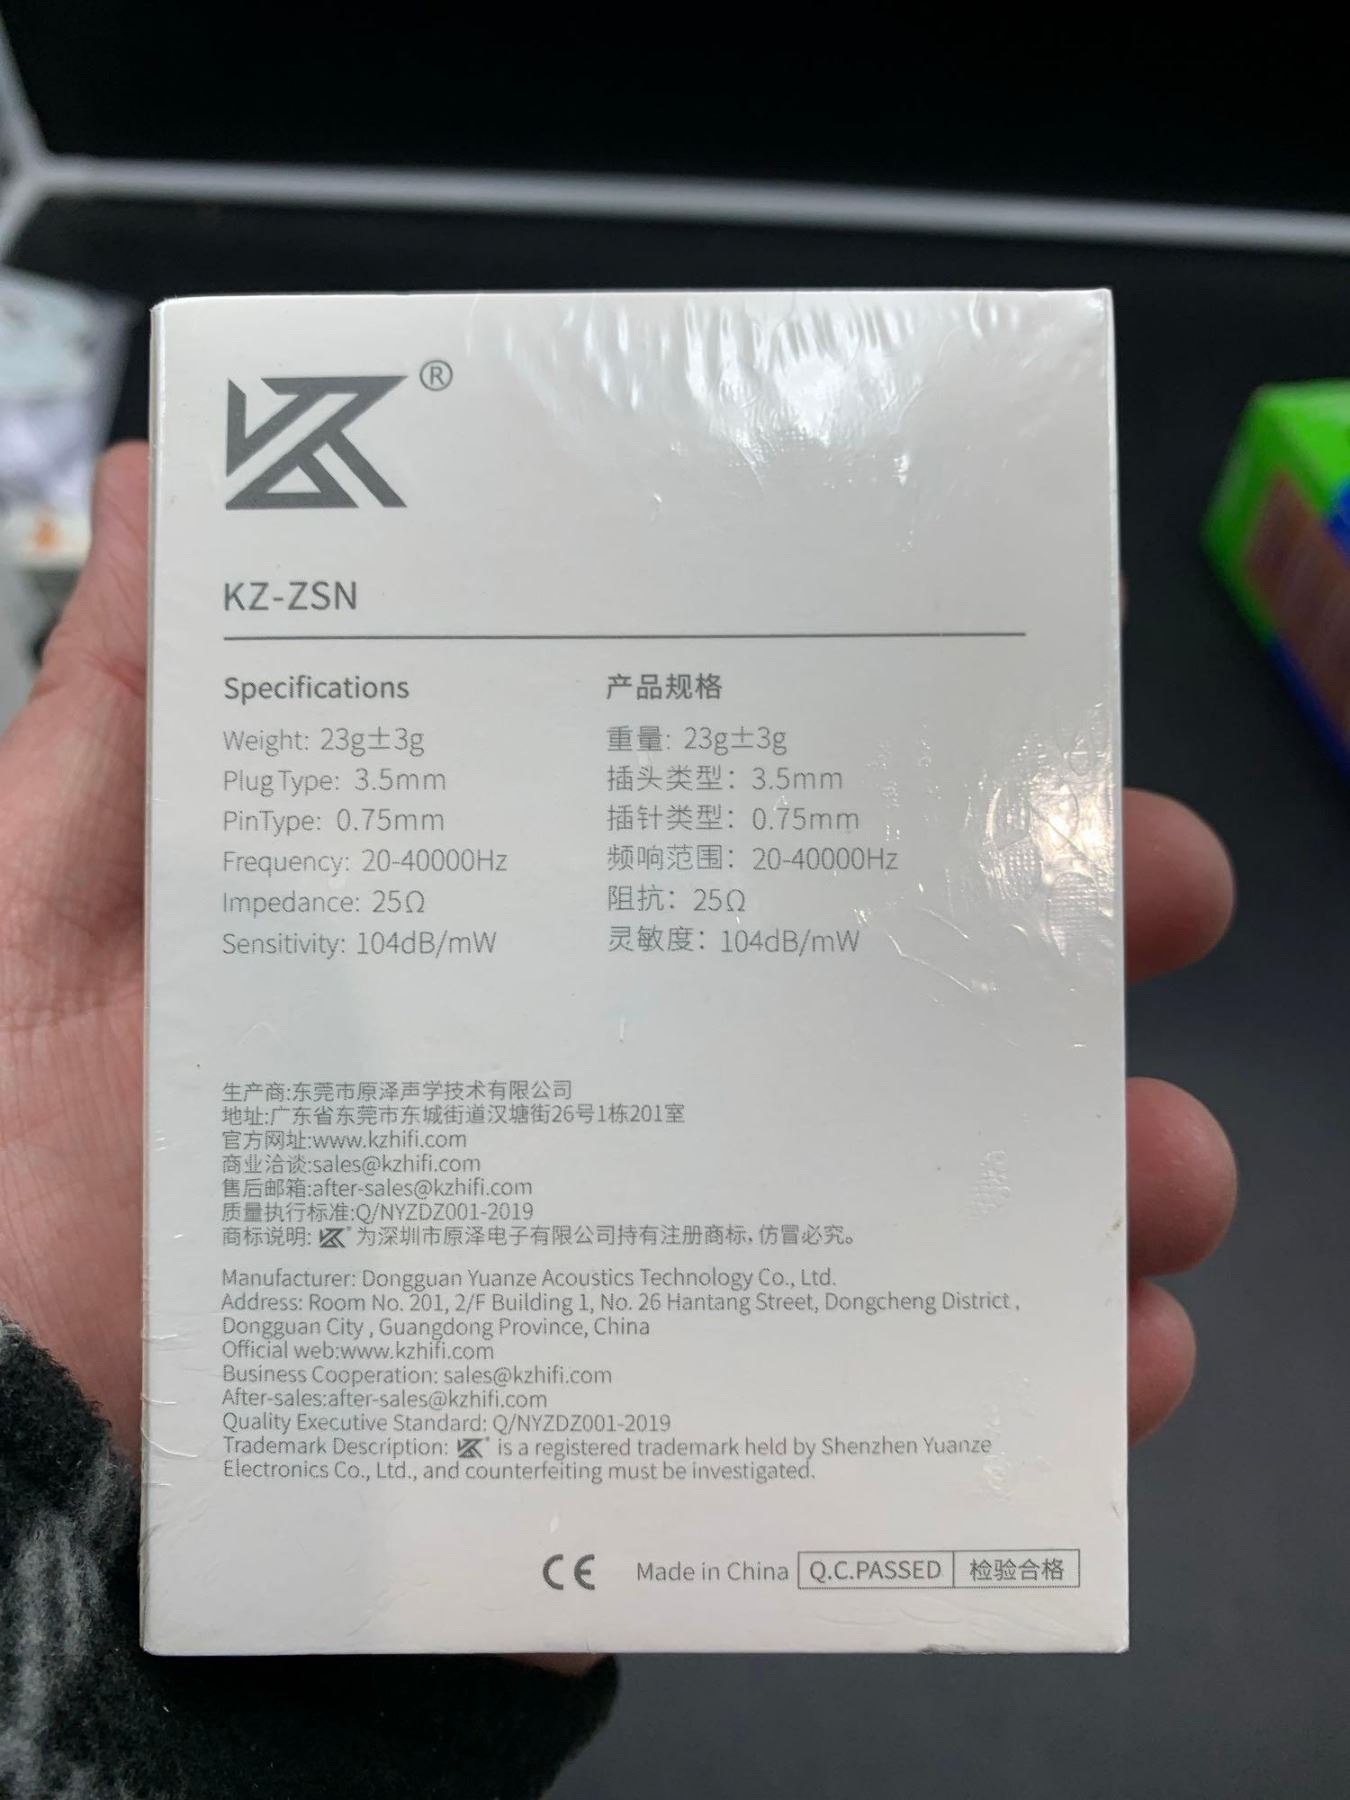 KZ®
KZ-ZSN
Specifications
Weight: 23g±3g
Plug Type: 3.5mm
PinType: 0.75mm
Frequency: 20-40000Hz
Impedance: 25Ω
Sensitivity: 104dB/mW
产品规格
重量: 23g±3g
插头类型：3.5mm
插针类型：0.75mm
频响范围：20-40000Hz
阻抗：25Ω
灵敏度：104dB/mW
生产商:东莞市原泽声学技术有限公司
地址:广东省东莞市东城街道汉塘街26号1栋201室
官方网址:www.kzhifi.com
商业洽谈:sales@kzhifi.com
售后邮箱:after-sales@kzhifi.com
质量执行标准:Q/NYZDZ001-2019
商标说明: KZ® 为深圳市原泽电子有限公司持有注册商标，仿冒必究。
Manufacturer: Dongguan Yuanze Acoustics Technology Co., Ltd.
Address: Room No. 201, 2/F Building 1, No. 26 Hantang Street, Dongcheng District ,
Dongguan City , Guangdong Province, China
Official web:www.kzhifi.com
Business Cooperation: sales@kzhifi.com
After-sales:after-sales@kzhifi.com
Quality Executive Standard: Q/NYZDZ001-2019
Trademark Description: KZ® is a registered trademark held by Shenzhen Yuanze
Electronics Co., Ltd., and counterfeiting must be investigated.
CE Made in China Q.C.PASSED 检验合格